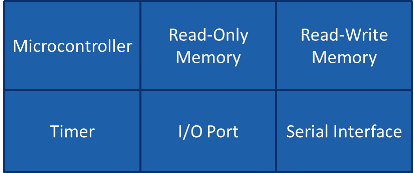 Microcontroller
Read-Only
Memory
Read-Write
Memory
Timer
I/O Port
Serial Interface